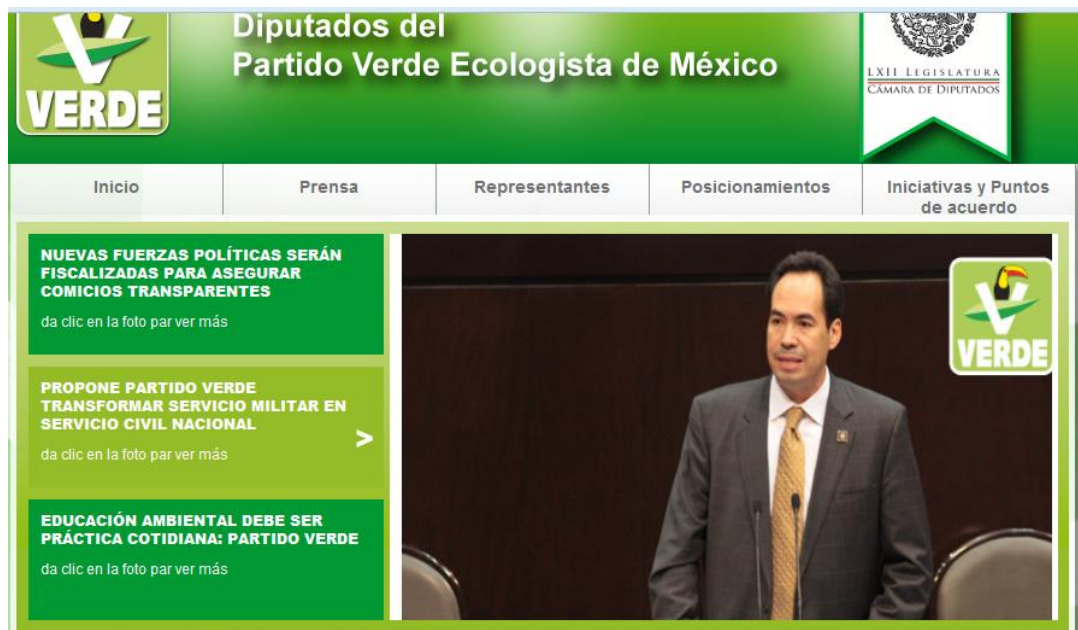 Diputados del
Partido Verde Ecologista de México
VERDE
LXII LEGISLATURA
CÁMARA DE DIPUTADOS
Inicio
Prensa
Representantes
Posicionamientos
Iniciativas y Puntos
de acuerdo
NUEVAS FUERZAS POLÍTICAS SERÁN
FISCALIZADAS PARA ASEGURAR
COMICIOS TRANSPARENTES
da clic en la foto par ver más
PROPONE PARTIDO VERDE
TRANSFORMAR SERVICIO MILITAR EN
SERVICIO CIVIL NACIONAL
>
da clic en la foto par ver más
EDUCACIÓN AMBIENTAL DEBE SER
PRÁCTICA COTIDIANA: PARTIDO VERDE
da clic en la foto par ver más
VERDE